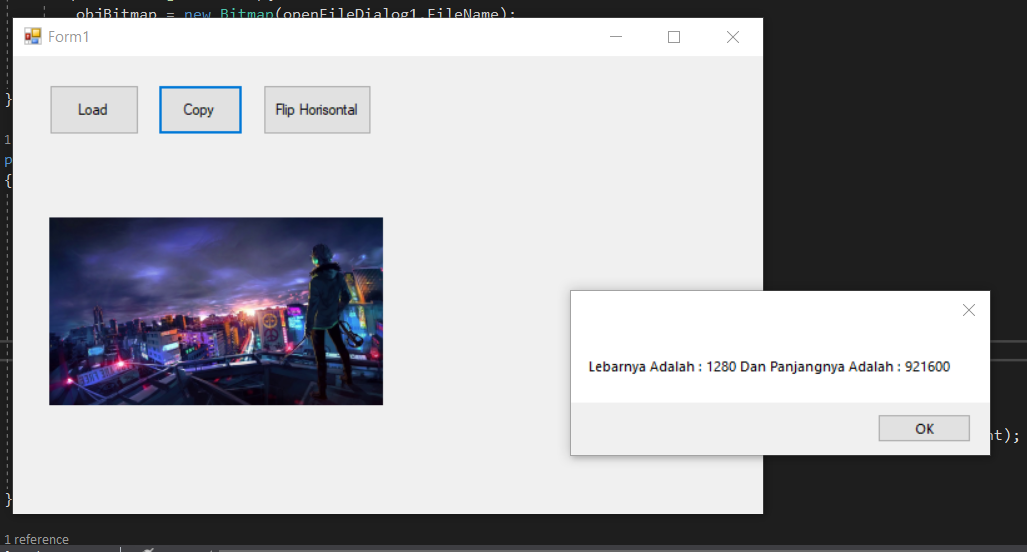 objBitmap = new Bitmap(openFileDialog1.FileName);
Form1
}
Load
Copy
Flip Horisontal
1
p
{
Lebarnya Adalah : 1280 Dan Panjangnya Adalah : 921600
OK
nt);
}
1 reference